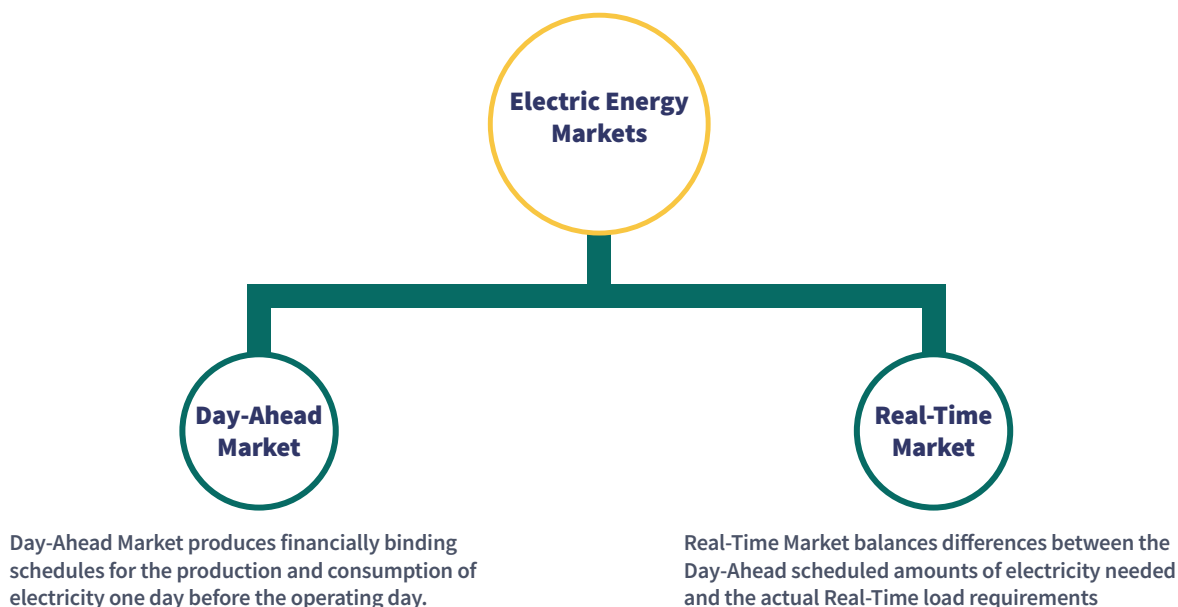 Electric Energy
Markets
Day-Ahead
Market
Real-Time
Market
Day-Ahead Market produces financially binding
schedules for the production and consumption of
electricity one day before the operating day.
Real-Time Market balances differences between the
Day-Ahead scheduled amounts of electricity needed
and the actual Real-Time load requirements